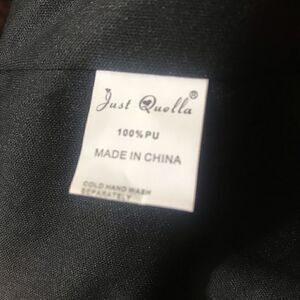 Just Quella®
100%PU
MADE IN CHINA
COLD HAND WASH
SEPARATELY